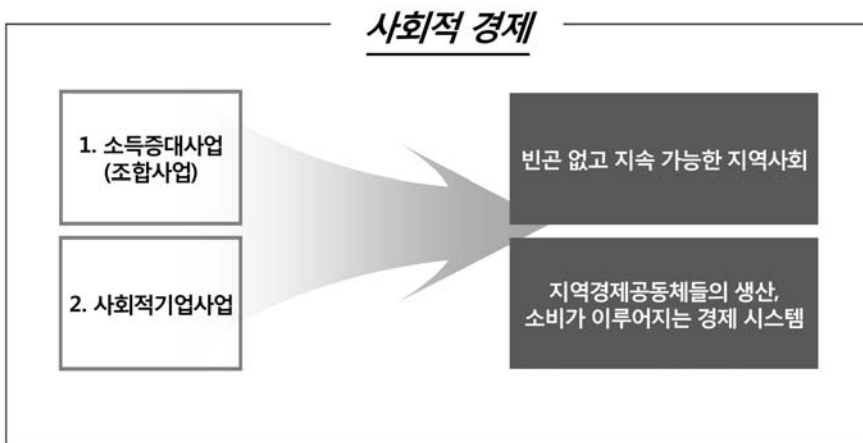 사회적 경제
1. 소득증대사업
(조합사업)
2. 사회적기업사업
빈곤 없고 지속 가능한 지역사회
지역경제공동체들의 생산,
소비가 이루어지는 경제 시스템